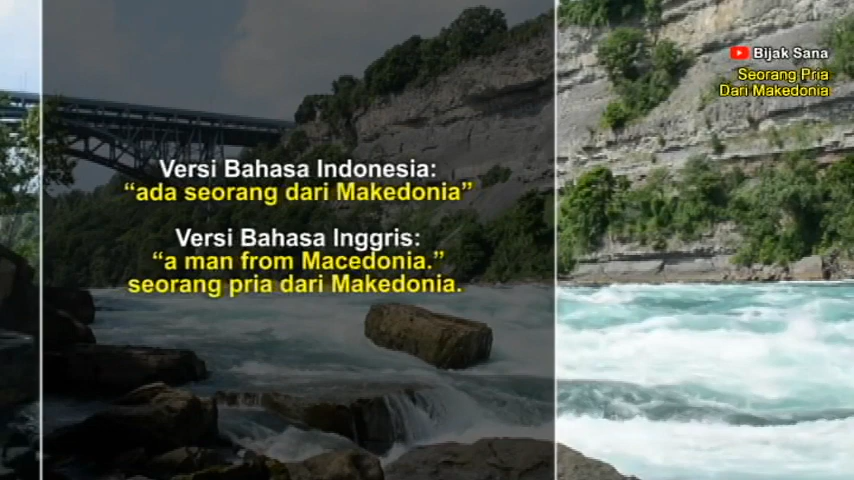 Bijak Sana
Seorang Pria
Dari Makedonia
Versi Bahasa Indonesia:
“ada seorang dari Makedonia”
Versi Bahasa Inggris:
“a man from Macedonia.”
seorang pria dari Makedonia.